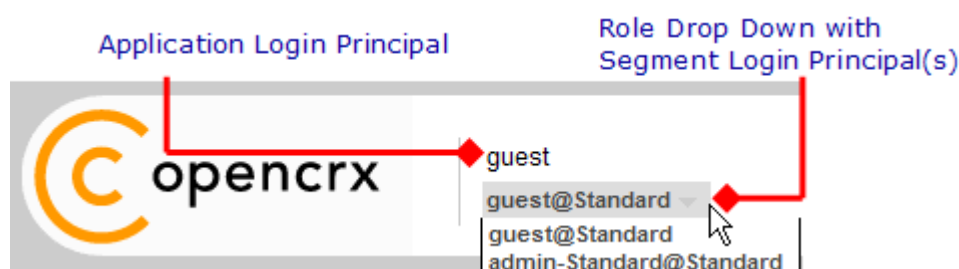 Application Login Principal
Role Drop Down with
Segment Login Principal(s)
opencrx
guest
guest@Standard
guest@Standard
admin-Standard@Standard